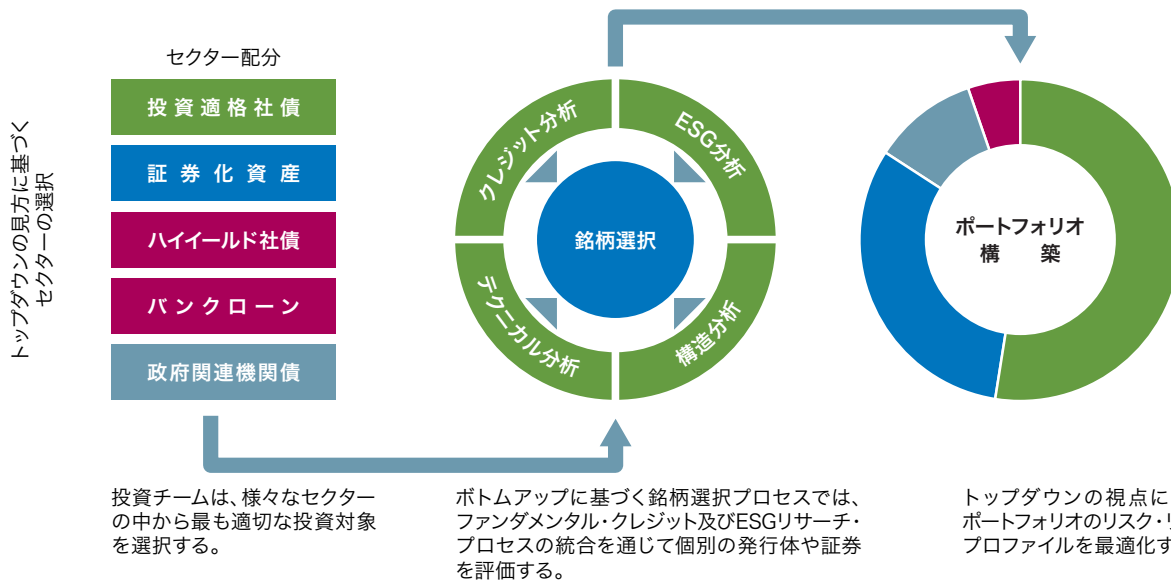 トップダウンの見方に基づく
セクターの選択
セクター配分
投資適格社債
証券化資産
ハイイールド社債
バンクローン
政府関連機関債
投資チームは、様々なセクター
の中から最も適切な投資対象
を選択する。
クレジット分析
ESG分析
銘柄選択
テクニカル分析
構造分析
ボトムアップに基づく銘柄選択プロセスでは、
ファンダメンタル・クレジット及びESGリサーチ・
プロセスの統合を通じて個別の発行体や証券
を評価する。
ポートフォリオ
構築
トップダウンの視点に
ポートフォリオのリスク・
プロファイルを最適化す